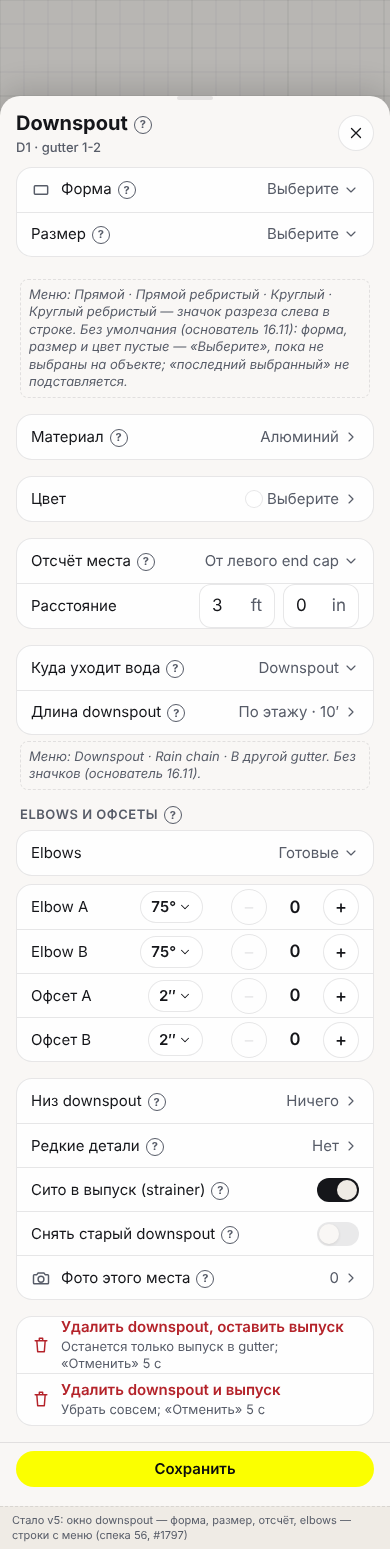 Downspout ?
D1 · gutter 1-2
Форма ? Выберите
Размер ? Выберите
Меню: Прямой · Прямой ребристый · Круглый ·
Круглый ребристый — значок разреза слева в
строке. Без умолчания (основатель 16.11): форма,
размер и цвет пустые — «Выберите», пока не
выбраны на объекте; «последний выбранный» не
подставляется.
Материал ? Алюминий
Цвет Выберите
Отсчёт места ? От левого end cap
Расстояние 3 ft 0 in
Куда уходит вода ? Downspout
Длина downspout ? По этажу · 10′
Меню: Downspout · Rain chain · В другой gutter. Без
значков (основатель 16.11).
ELBOWS И ОФСЕТЫ ?
Elbows Готовые
Elbow A 75° − 0 +
Elbow B 75° − 0 +
Офсет A 2″ − 0 +
Офсет B 2″ − 0 +
Низ downspout ? Ничего
Редкие детали ? Нет
Сито в выпуск (strainer) ?
Снять старый downspout ?
Фото этого места ? 0
Удалить downspout, оставить выпуск
Останется только выпуск в gutter;
«Отменить» 5 с
Удалить downspout и выпуск
Убрать совсем; «Отменить» 5 с
Сохранить
Стало v5: окно downspout — форма, размер, отсчёт, elbows —
строки с меню (спека 56, #1797)